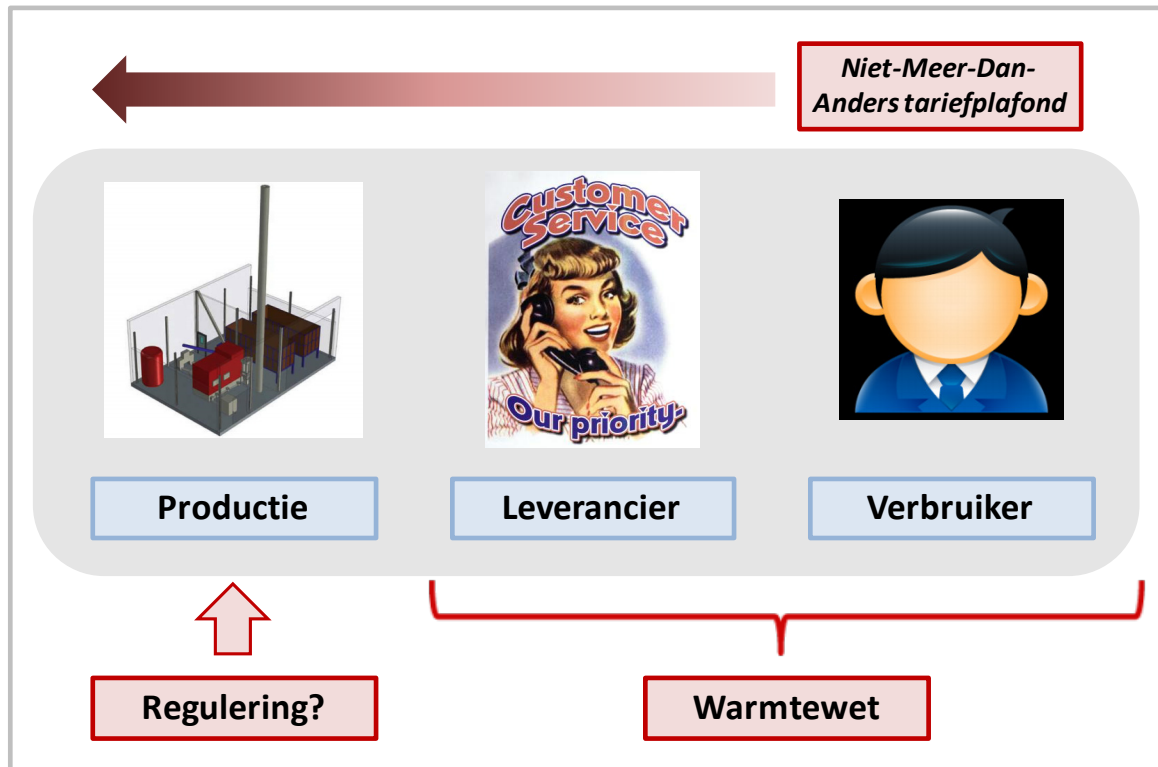 Niet-Meer-Dan-
Anders tariefplafond
Customer
Service
Our priority.
Productie
Leverancier
Verbruiker
Regulering?
Warmtewet